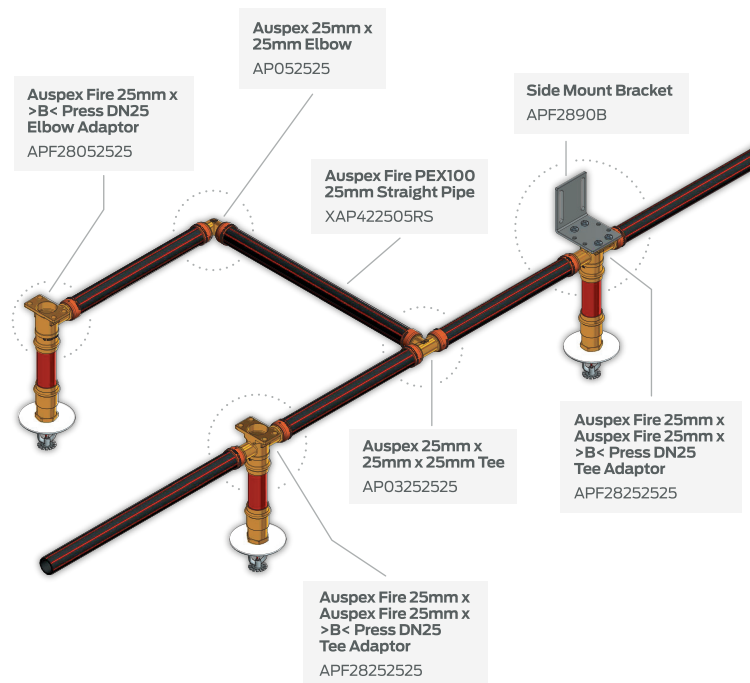 Auspex 25mm x
25mm Elbow
AP052525
Auspex Fire 25mm x
>B< Press DN25
Elbow Adaptor
APF28052525
Side Mount Bracket
APF2890B
Auspex Fire PEX100
25mm Straight Pipe
XAP422505RS
Auspex 25mm x
25mm x 25mm Tee
AP03252525
Auspex Fire 25mm x
Auspex Fire 25mm x
>B< Press DN25
Tee Adaptor
APF28252525
Auspex Fire 25mm x
Auspex Fire 25mm x
>B< Press DN25
Tee Adaptor
APF28252525